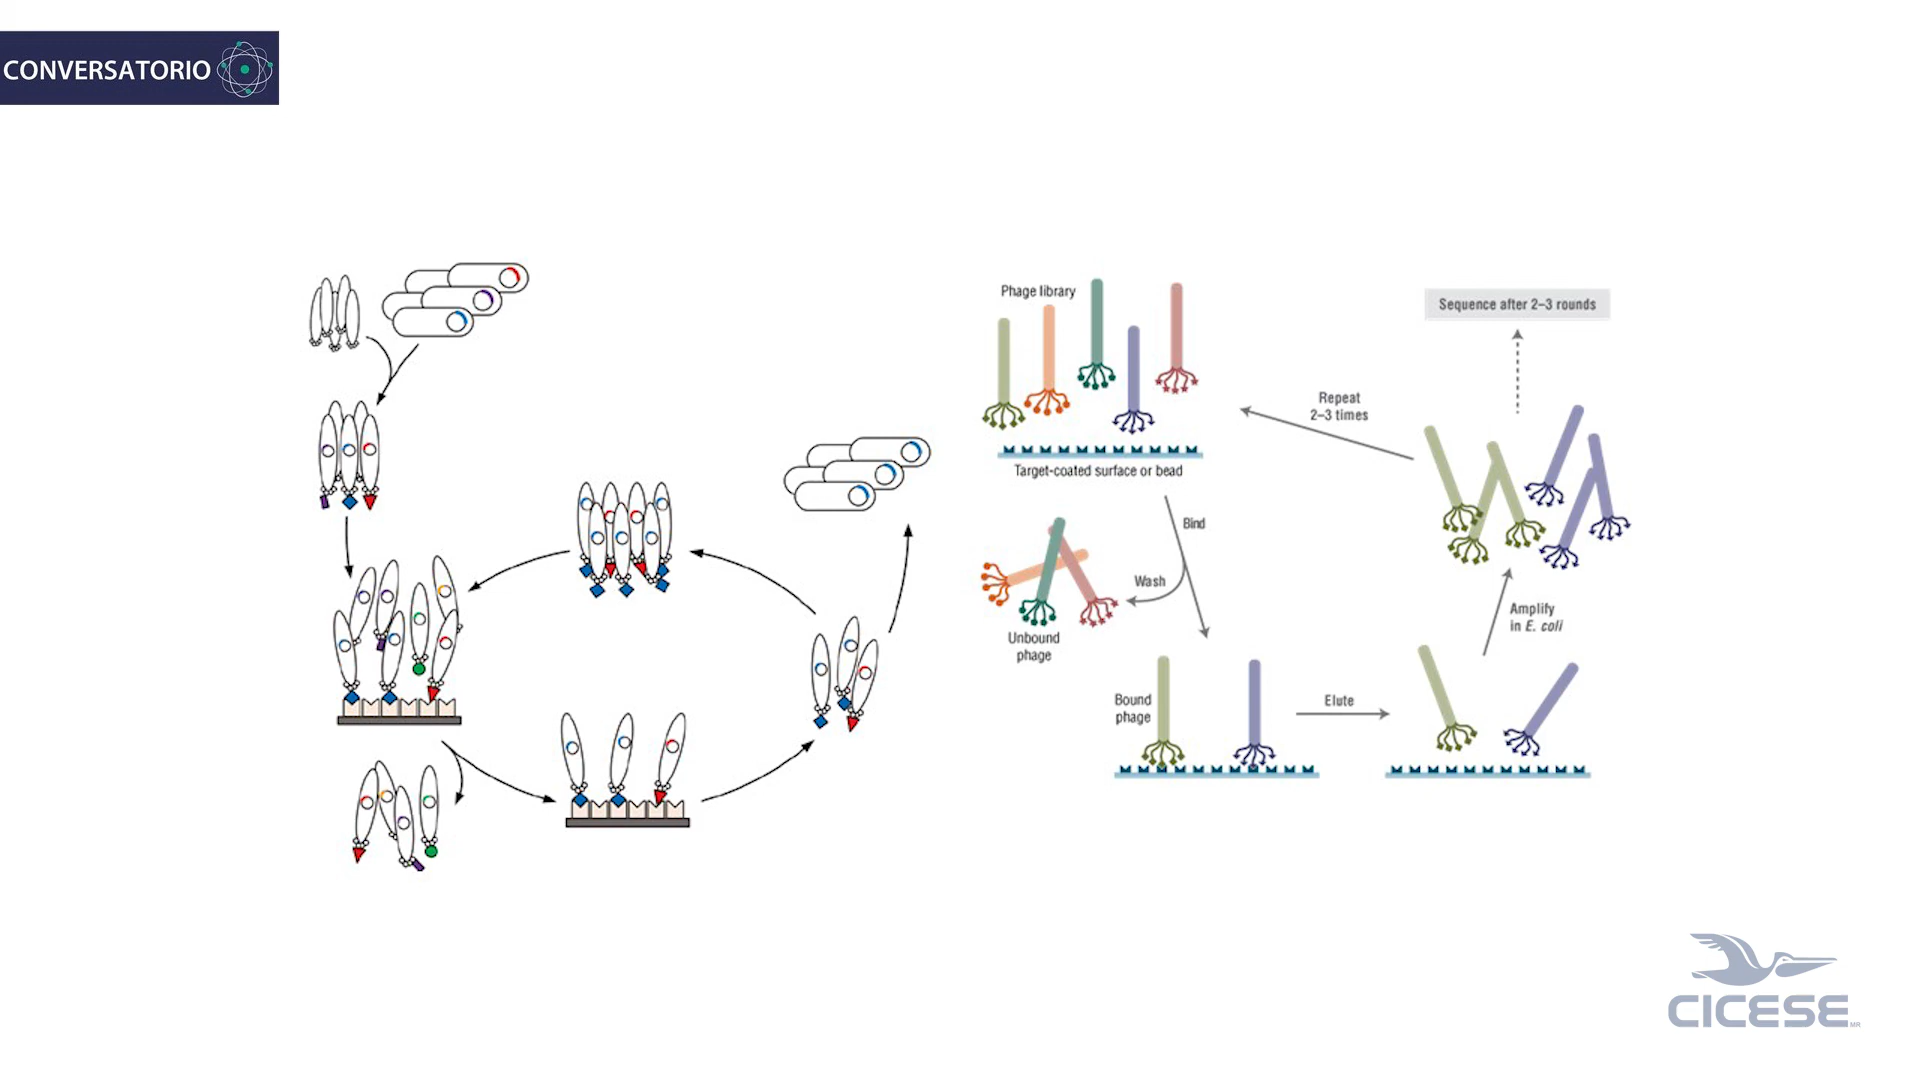 CONVERSATORIO
Phage library
Target-coated surface or bead
Bind
Wash
Unbound
phage
Bound
phage
Elute
Amplify
in E. coli
Repeat
2–3 times
Sequence after 2–3 rounds
CICESE MR